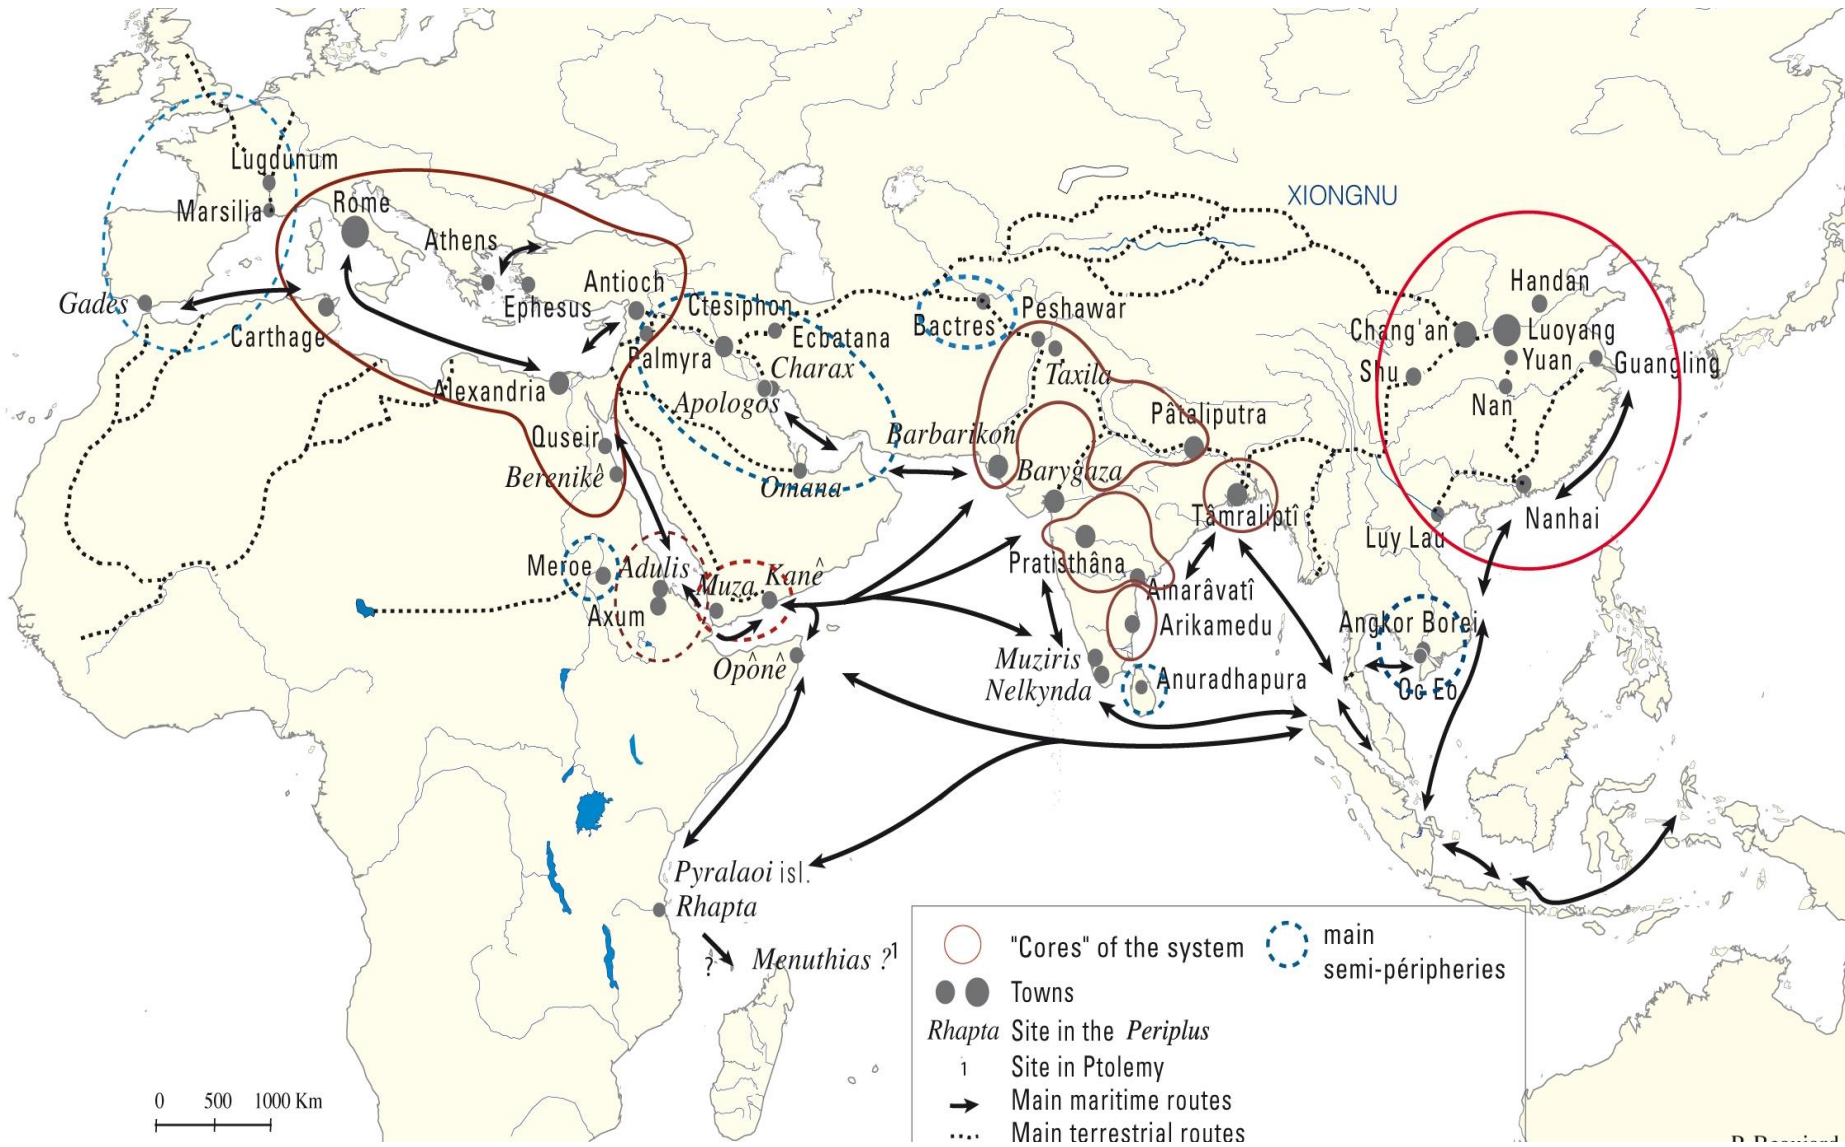 XIONGNU
Lugdunum
Marsilia
Rome
Athens
Gades
Ephesus
Antioch
Carthage
Ctesiphon
Ecbatana
Palmyra
Charax
Apologos
Alexandria
Quseir
Berenikê
Omana
Bactres
Peshawar
Taxila
Pâtaliputra
Barbarikon
Barygaza
Tâmraliptî
Pratisthâna
Amarâvatî
Arikamedu
Muziris
Nelkynda
Anuradhapura
Handan
Chang'an
Luoyang
Shu
Yuan
Guangling
Nan
Nanhai
Luy Lau
Angkor Borei
Oc Eo
Meroe
Adulis
Muza
Kanê
Axum
Opônê
Pyralaoi isl.
Rhapta
?
Menuthias ?1
"Cores" of the system
main
semi-péripheries
Towns
Rhapta Site in the Periplus
1 Site in Ptolemy
Main maritime routes
Main terrestrial routes
0 500 1000 Km